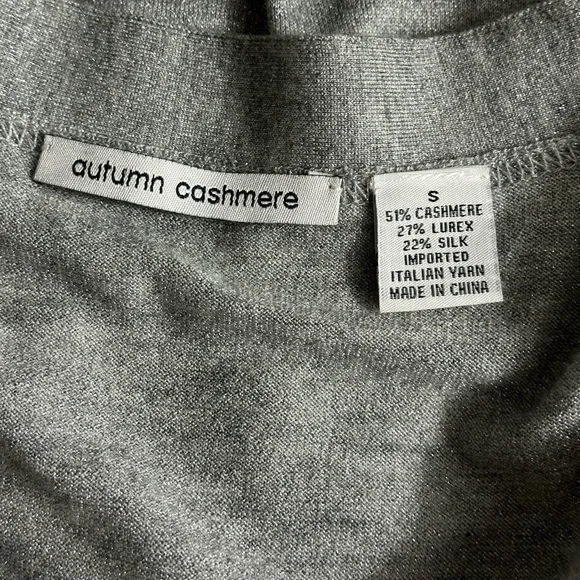 autumn cashmere
S
51% CASHMERE
27% LUREX
22% SILK
IMPORTED
ITALIAN YARN
MADE IN CHINA